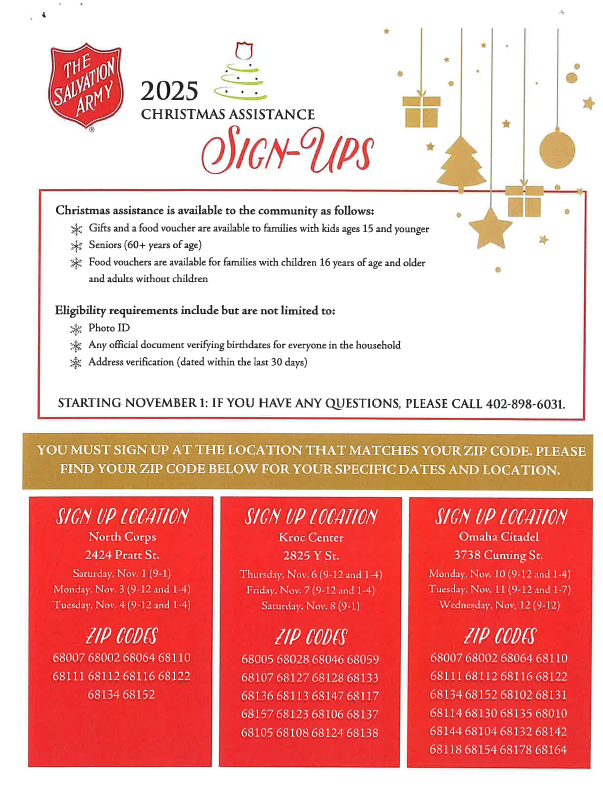 THE
SALVATION
ARMY
2025
CHRISTMAS ASSISTANCE
SIGN-UPS
Christmas assistance is available to the community as follows:
Gifts and a food voucher are available to families with kids ages 15 and younger
Seniors (60+ years of age)
Food vouchers are available for families with children 16 years of age and older
and adults without children
Eligibility requirements include but are not limited to:
Photo ID
Any official document verifying birthdates for everyone in the household
Address verification (dated within the last 30 days)
STARTING NOVEMBER 1: IF YOU HAVE ANY QUESTIONS, PLEASE CALL 402-898-6031.
YOU MUST SIGN UP AT THE LOCATION THAT MATCHES YOUR ZIP CODE. PLEASE
FIND YOUR ZIP CODE BELOW FOR YOUR SPECIFIC DATES AND LOCATION.
SIGN UP LOCATION
North Corps
2424 Pratt St.
Saturday, Nov. 1 (9-1)
Monday, Nov. 3 (9-12 and 1-4)
Tuesday, Nov. 4 (9-12 and 1-4)
ZIP CODES
68007 68002 68064 68110
68111 68112 68116 68122
68134 68152
SIGN UP LOCATION
Kroc Center
2825 Y St.
Thursday, Nov. 6 (9-12 and 1-4)
Friday, Nov. 7 (9-12 and 1-4)
Saturday, Nov. 8 (9-1)
ZIP CODES
68005 68028 68046 68059
68107 68127 68128 68133
68136 68113 68147 68117
68157 68123 68106 68137
68105 68108 68124 68138
SIGN UP LOCATION
Omaha Citadel
3738 Cuming St.
Monday, Nov. 10 (9-12 and 1-4)
Tuesday, Nov. 11 (9-12 and 1-7)
Wednesday, Nov, 12 (9-12)
ZIP CODES
68007 68002 68064 68110
68111 68112 68116 68122
68134 68152 68102 68131
68114 68130 68135 68010
68144 68104 68132 68142
68118 68154 68178 68164